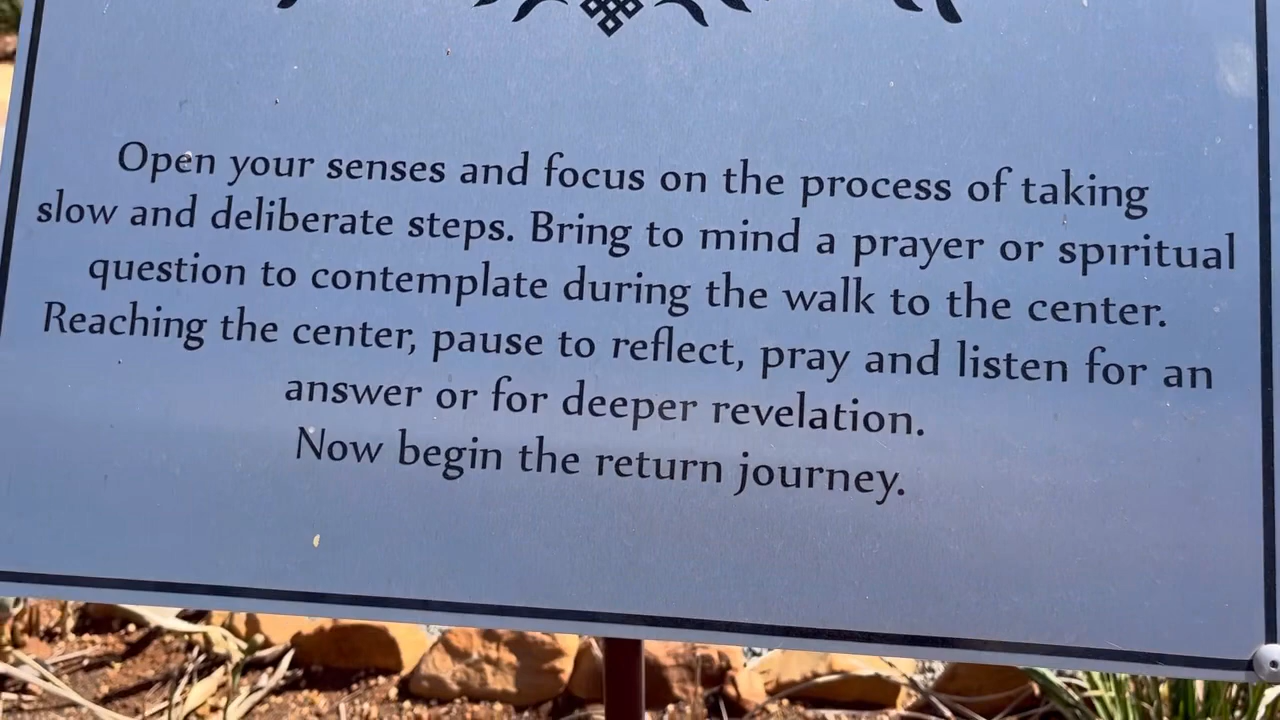 Open your senses and focus on the process of taking
slow and deliberate steps. Bring to mind a prayer or spiritual
question to contemplate during the walk to the center.
Reaching the center, pause to reflect, pray and listen for an
answer or for deeper revelation.
Now begin the return journey.